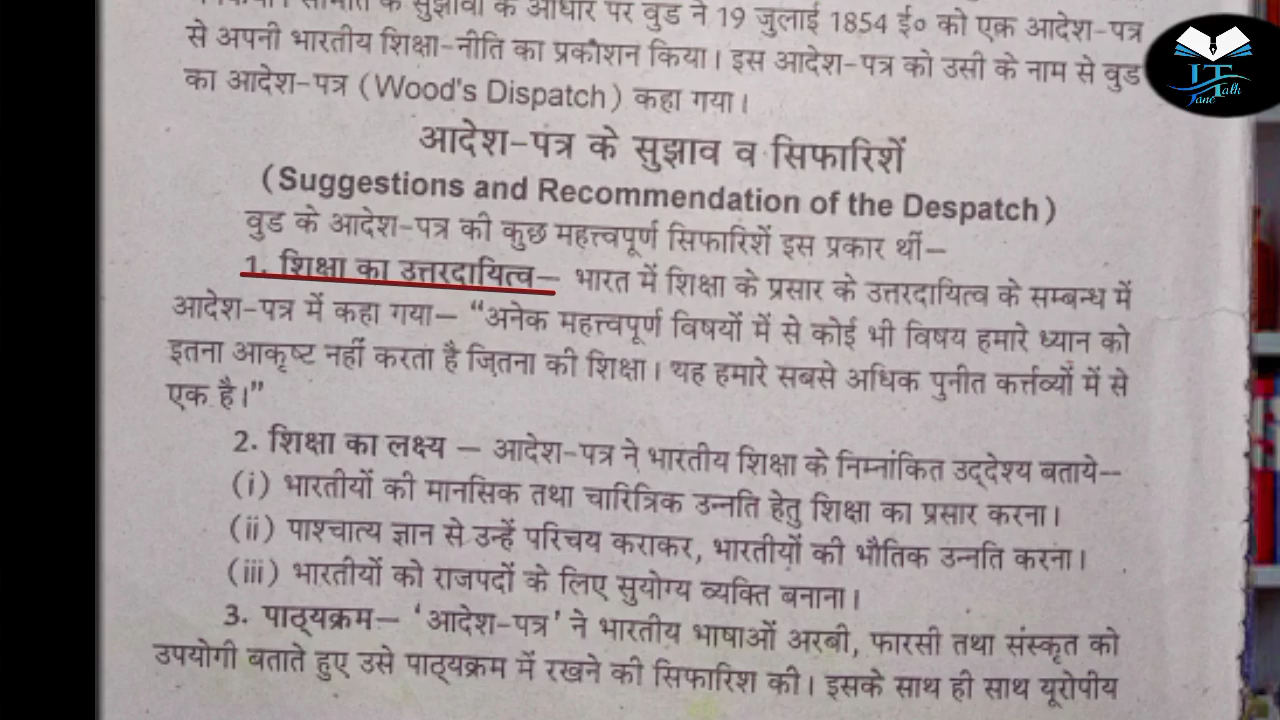 के सुझावों के आधार पर वुड ने 19 जुलाई 1854 ई० को एक आदेश-पत्र
से अपनी भारतीय शिक्षा-नीति का प्रकाशन किया। इस आदेश-पत्र को उसी के नाम से वुड
का आदेश-पत्र (Wood's Dispatch) कहा गया।
आदेश-पत्र के सुझाव व सिफारिशें
(Suggestions and Recommendation of the Despatch)
वुड के आदेश-पत्र की कुछ महत्त्वपूर्ण सिफारिशें इस प्रकार थीं—
1. शिक्षा का उत्तरदायित्व— भारत में शिक्षा के प्रसार के उत्तरदायित्व के सम्बन्ध में
आदेश-पत्र में कहा गया— “अनेक महत्त्वपूर्ण विषयों में से कोई भी विषय हमारे ध्यान को
इतना आकृष्ट नहीं करता है जितना की शिक्षा। यह हमारे सबसे अधिक पुनीत कर्त्तव्यों में से
एक है।”
2. शिक्षा का लक्ष्य — आदेश-पत्र ने भारतीय शिक्षा के निम्नांकित उद्देश्य बताये—
(i) भारतीयों की मानसिक तथा चारित्रिक उन्नति हेतु शिक्षा का प्रसार करना।
(ii) पाश्चात्य ज्ञान से उन्हें परिचय कराकर, भारतीयों की भौतिक उन्नति करना।
(iii) भारतीयों को राजपदों के लिए सुयोग्य व्यक्ति बनाना।
3. पाठ्यक्रम— ‘आदेश-पत्र’ ने भारतीय भाषाओं अरबी, फारसी तथा संस्कृत को
उपयोगी बताते हुए उसे पाठ्यक्रम में रखने की सिफारिश की। इसके साथ ही साथ यूरोपीय
JT
Jano Talk